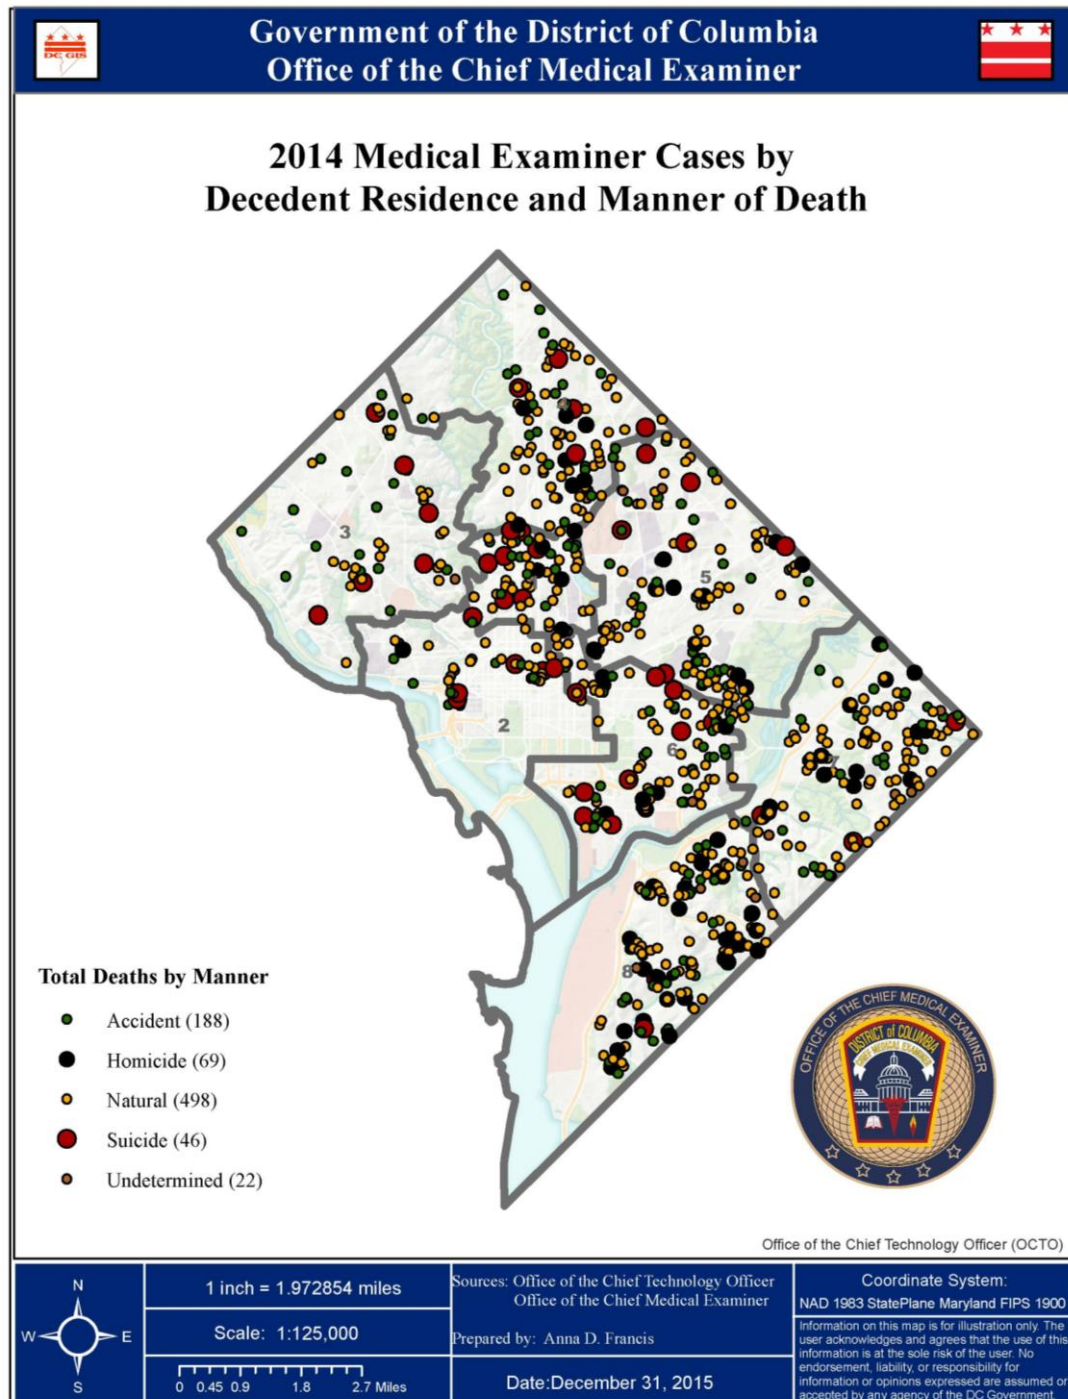 DC GIS
Government of the District of Columbia
Office of the Chief Medical Examiner
2014 Medical Examiner Cases by
Decedent Residence and Manner of Death
4
3
5
2
6
7
8
Total Deaths by Manner
Accident (188)
Homicide (69)
Natural (498)
Suicide (46)
Undetermined (22)
OFFICE OF THE CHIEF MEDICAL EXAMINER
DISTRICT of COLUMBIA
CHIEF MEDICAL EXAMINER
Office of the Chief Technology Officer (OCTO)
N
W
E
S
1 inch = 1.972854 miles
Scale: 1:125,000
0 0.45 0.9 1.8 2.7 Miles
Sources: Office of the Chief Technology Officer
Office of the Chief Medical Examiner
Prepared by: Anna D. Francis
Date:December 31, 2015
Coordinate System:
NAD 1983 StatePlane Maryland FIPS 1900
Information on this map is for illustration only. The
user acknowledges and agrees that the use of this
information is at the sole risk of the user. No
endorsement, liability, or responsibility for
information or opinions expressed are assumed or
accepted by any agency of the DC Government.